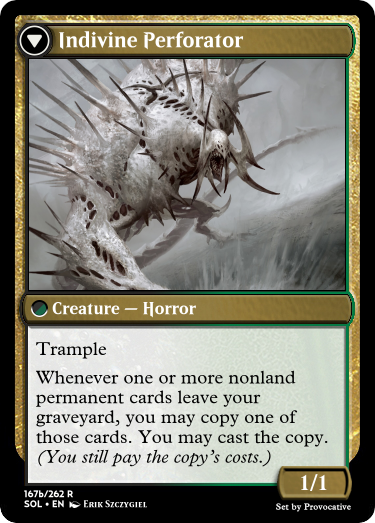 Indivine Perforator
Creature — Horror
Trample
Whenever one or more nonland
permanent cards leave your
graveyard, you may copy one of
those cards. You may cast the copy.
(You still pay the copy's costs.)
1/1
167b/262 R
SOL • EN Erik Szczygiel
Set by Provocative